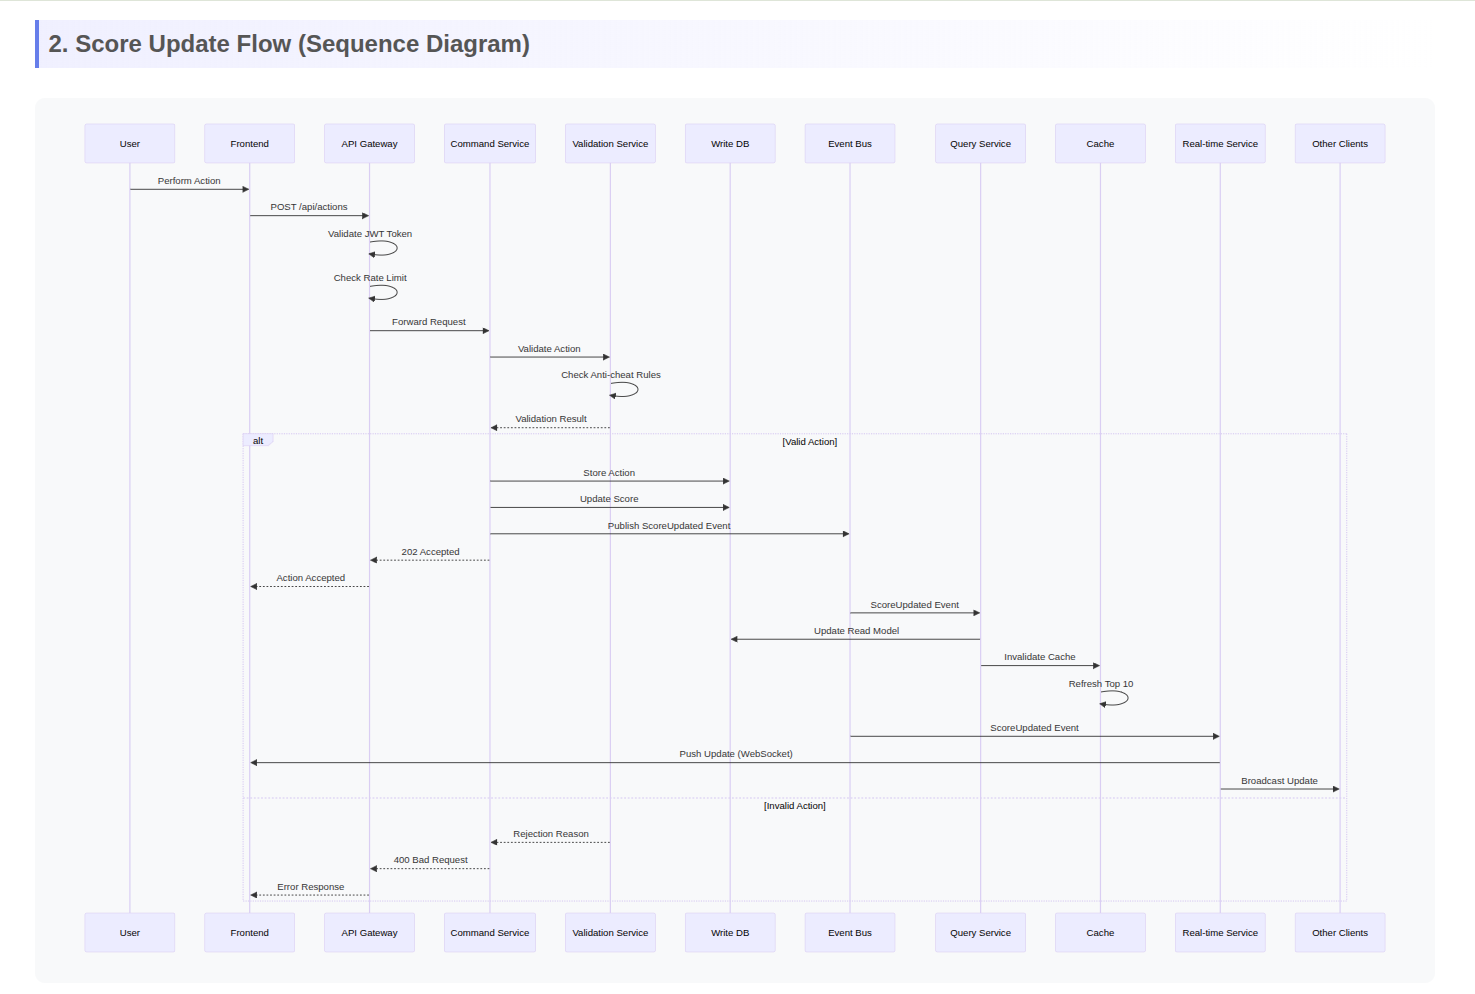 2. Score Update Flow (Sequence Diagram)
User
Frontend
API Gateway
Command Service
Validation Service
Write DB
Event Bus
Query Service
Cache
Real-time Service
Other Clients
Perform Action
POST /api/actions
Validate JWT Token
Check Rate Limit
Forward Request
Validate Action
Check Anti-cheat Rules
Validation Result
alt
[Valid Action]
Store Action
Update Score
Publish ScoreUpdated Event
202 Accepted
Action Accepted
ScoreUpdated Event
Update Read Model
Invalidate Cache
Refresh Top 10
ScoreUpdated Event
Push Update (WebSocket)
Broadcast Update
[Invalid Action]
Rejection Reason
400 Bad Request
Error Response
User
Frontend
API Gateway
Command Service
Validation Service
Write DB
Event Bus
Query Service
Cache
Real-time Service
Other Clients